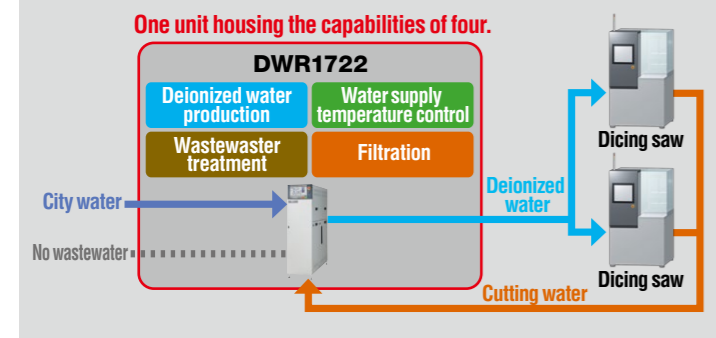 One unit housing the capabilities of four.
DWR1722
Deionized water
production
Water supply
temperature control
Wastewaster
treatment
Filtration
City water
No wastewater
Deionized
water
Dicing saw
Dicing saw
Cutting water